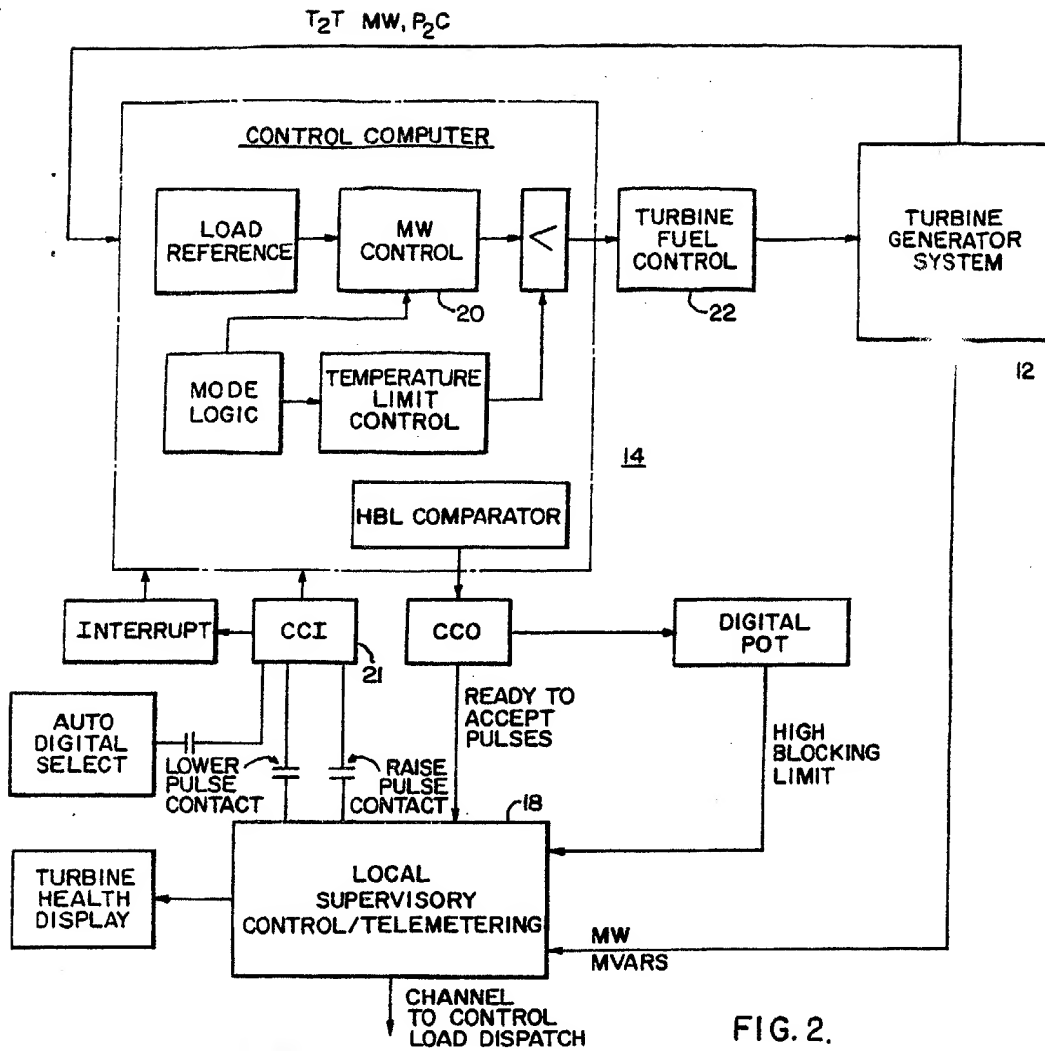 T₂T MW, P₂C
CONTROL COMPUTER
LOAD
REFERENCE
MW
CONTROL
<
TURBINE
FUEL
CONTROL
TURBINE
GENERATOR
SYSTEM
20
22
12
MODE
LOGIC
TEMPERATURE
LIMIT
CONTROL
14
HBL COMPARATOR
INTERRUPT
CCI
21
CCO
DIGITAL
POT
AUTO
DIGITAL
SELECT
LOWER
PULSE
CONTACT
RAISE
PULSE
CONTACT
READY TO
ACCEPT
PULSES
HIGH
BLOCKING
LIMIT
18
TURBINE
HEALTH
DISPLAY
LOCAL
SUPERVISORY
CONTROL/TELEMETERING
MW
MVARS
CHANNEL
TO CONTROL
LOAD DISPATCH
FIG. 2.